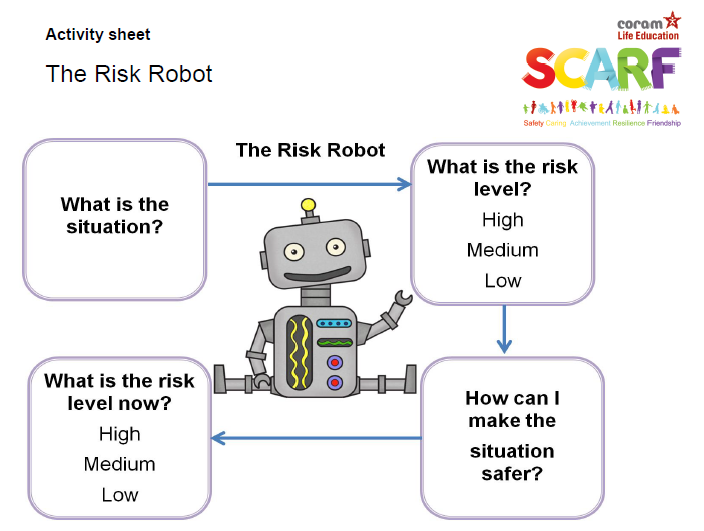 Activity sheet
The Risk Robot
coram
Life Education
SCARF
Safety Caring Achievement Resilience Friendship
The Risk Robot
What is the
situation?
What is the risk
level?
High
Medium
Low
How can I
make the
situation
safer?
What is the risk
level now?
High
Medium
Low